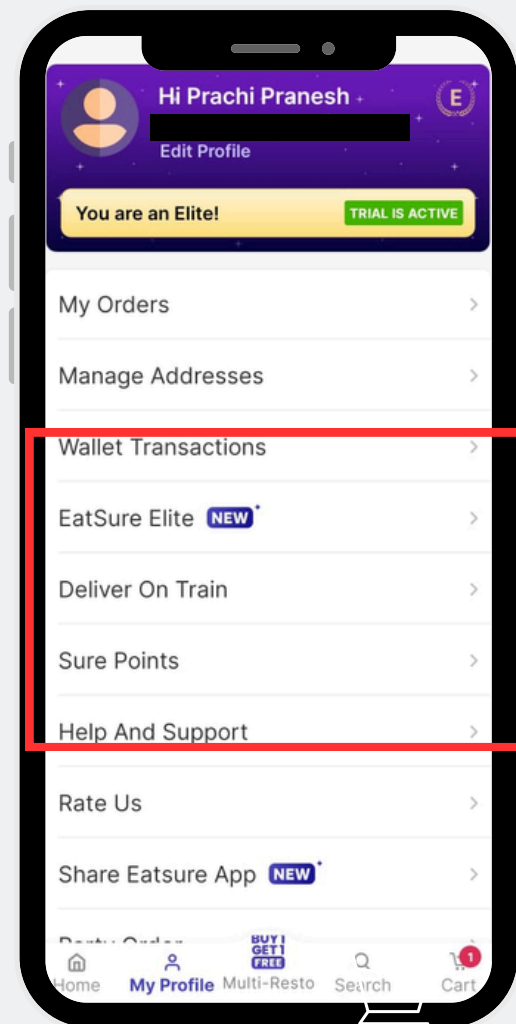 Hi Prachi Pranesh
E
Edit Profile
You are an Elite!
TRIAL IS ACTIVE
My Orders
Manage Addresses
Wallet Transactions
EatSure Elite NEW
Deliver On Train
Sure Points
Help And Support
Rate Us
Share Eatsure App NEW
Party Order
BUY 1
GET 1
FREE
1
Home My Profile Multi-Resto Search Cart